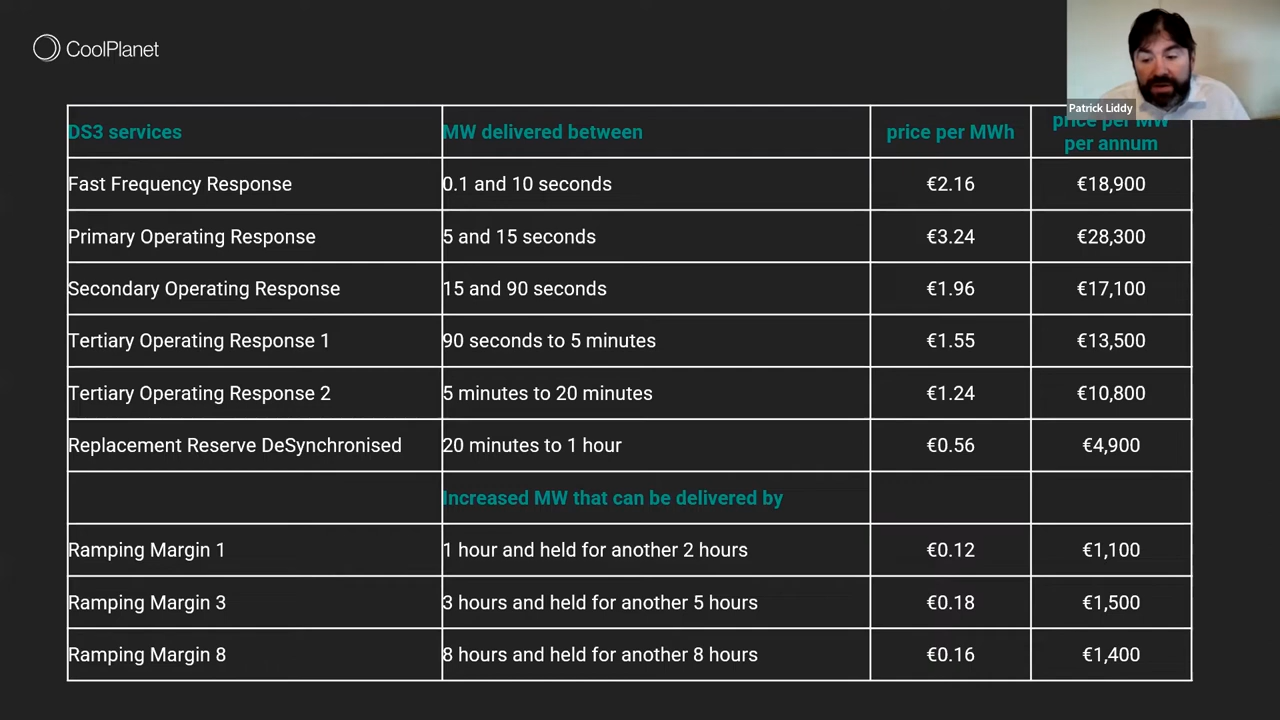 CoolPlanet
Patrick Liddy
DS3 services
MW delivered between
price per MWh
price per MW
per annum
Fast Frequency Response
0.1 and 10 seconds
€2.16
€18,900
Primary Operating Response
5 and 15 seconds
€3.24
€28,300
Secondary Operating Response
15 and 90 seconds
€1.96
€17,100
Tertiary Operating Response 1
90 seconds to 5 minutes
€1.55
€13,500
Tertiary Operating Response 2
5 minutes to 20 minutes
€1.24
€10,800
Replacement Reserve DeSynchronised
20 minutes to 1 hour
€0.56
€4,900
Increased MW that can be delivered by
Ramping Margin 1
1 hour and held for another 2 hours
€0.12
€1,100
Ramping Margin 3
3 hours and held for another 5 hours
€0.18
€1,500
Ramping Margin 8
8 hours and held for another 8 hours
€0.16
€1,400